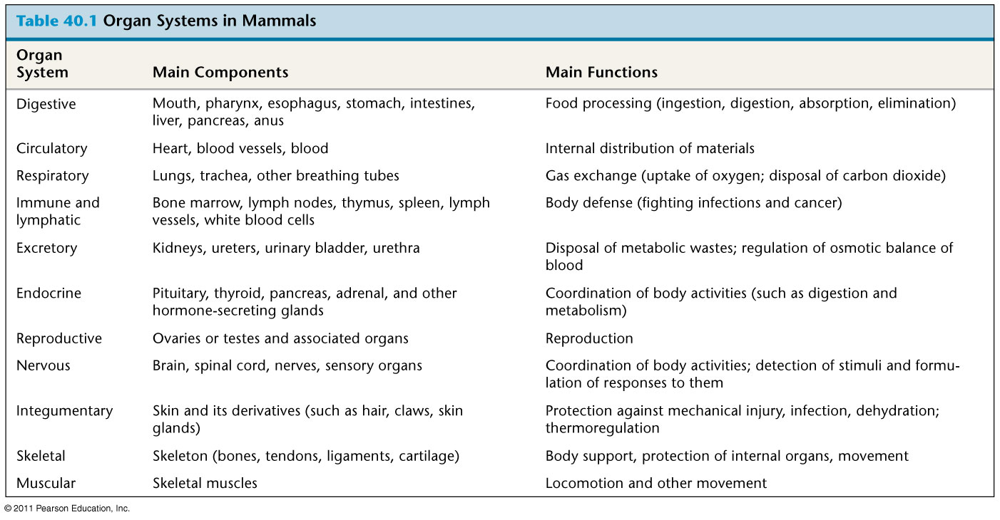 Table 40.1 Organ Systems in Mammals
Organ
System
Main Components
Main Functions
Digestive
Mouth, pharynx, esophagus, stomach, intestines,
liver, pancreas, anus
Food processing (ingestion, digestion, absorption, elimination)
Circulatory
Heart, blood vessels, blood
Internal distribution of materials
Respiratory
Lungs, trachea, other breathing tubes
Gas exchange (uptake of oxygen; disposal of carbon dioxide)
Immune and
lymphatic
Bone marrow, lymph nodes, thymus, spleen, lymph
vessels, white blood cells
Body defense (fighting infections and cancer)
Excretory
Kidneys, ureters, urinary bladder, urethra
Disposal of metabolic wastes; regulation of osmotic balance of
blood
Endocrine
Pituitary, thyroid, pancreas, adrenal, and other
hormone-secreting glands
Coordination of body activities (such as digestion and
metabolism)
Reproductive
Ovaries or testes and associated organs
Reproduction
Nervous
Brain, spinal cord, nerves, sensory organs
Coordination of body activities; detection of stimuli and formu-
lation of responses to them
Integumentary
Skin and its derivatives (such as hair, claws, skin
glands)
Protection against mechanical injury, infection, dehydration;
thermoregulation
Skeletal
Skeleton (bones, tendons, ligaments, cartilage)
Body support, protection of internal organs, movement
Muscular
Skeletal muscles
Locomotion and other movement
© 2011 Pearson Education, Inc.